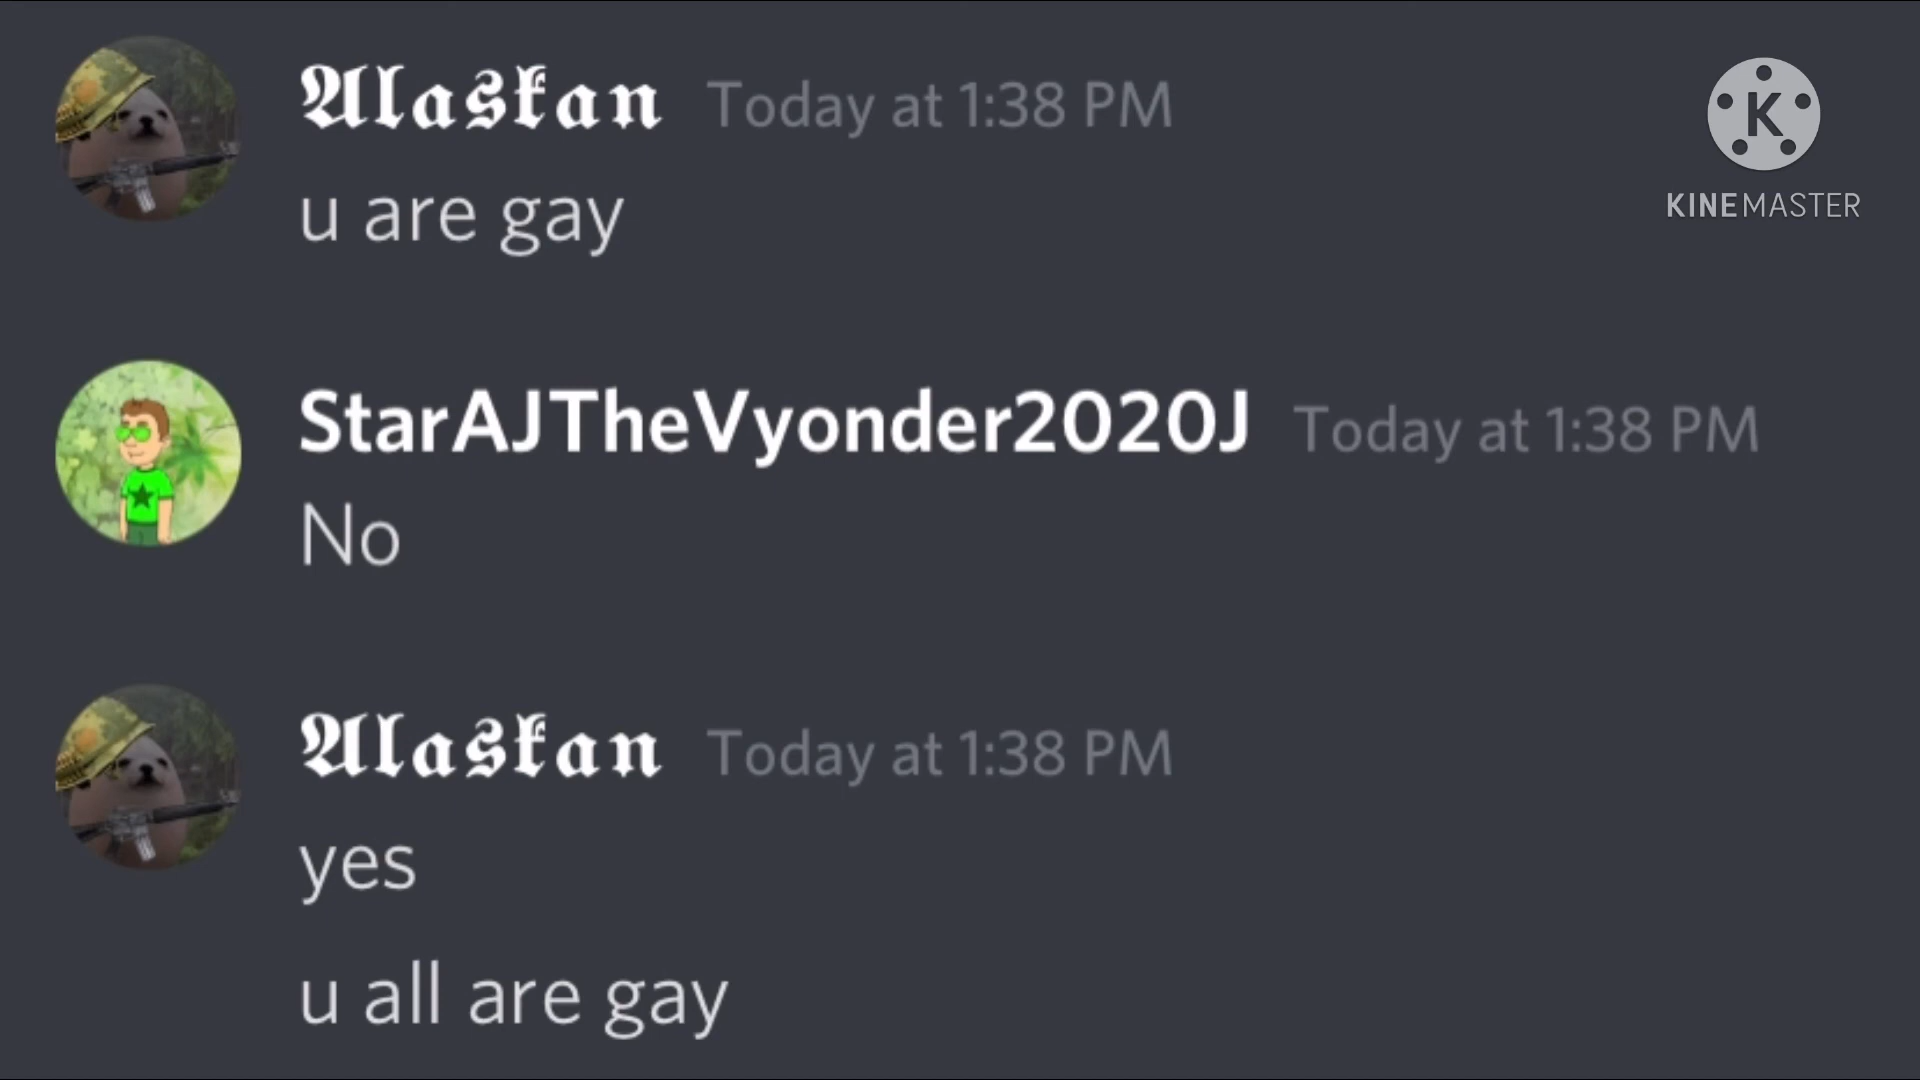 𝕬𝖑𝖆𝖘𝖐𝖆𝖓 Today at 1:38 PM
u are gay
K
KINEMASTER
StarAJTheVyonder2020J Today at 1:38 PM
No
𝕬𝖑𝖆𝖘𝖐𝖆𝖓 Today at 1:38 PM
yes
u all are gay